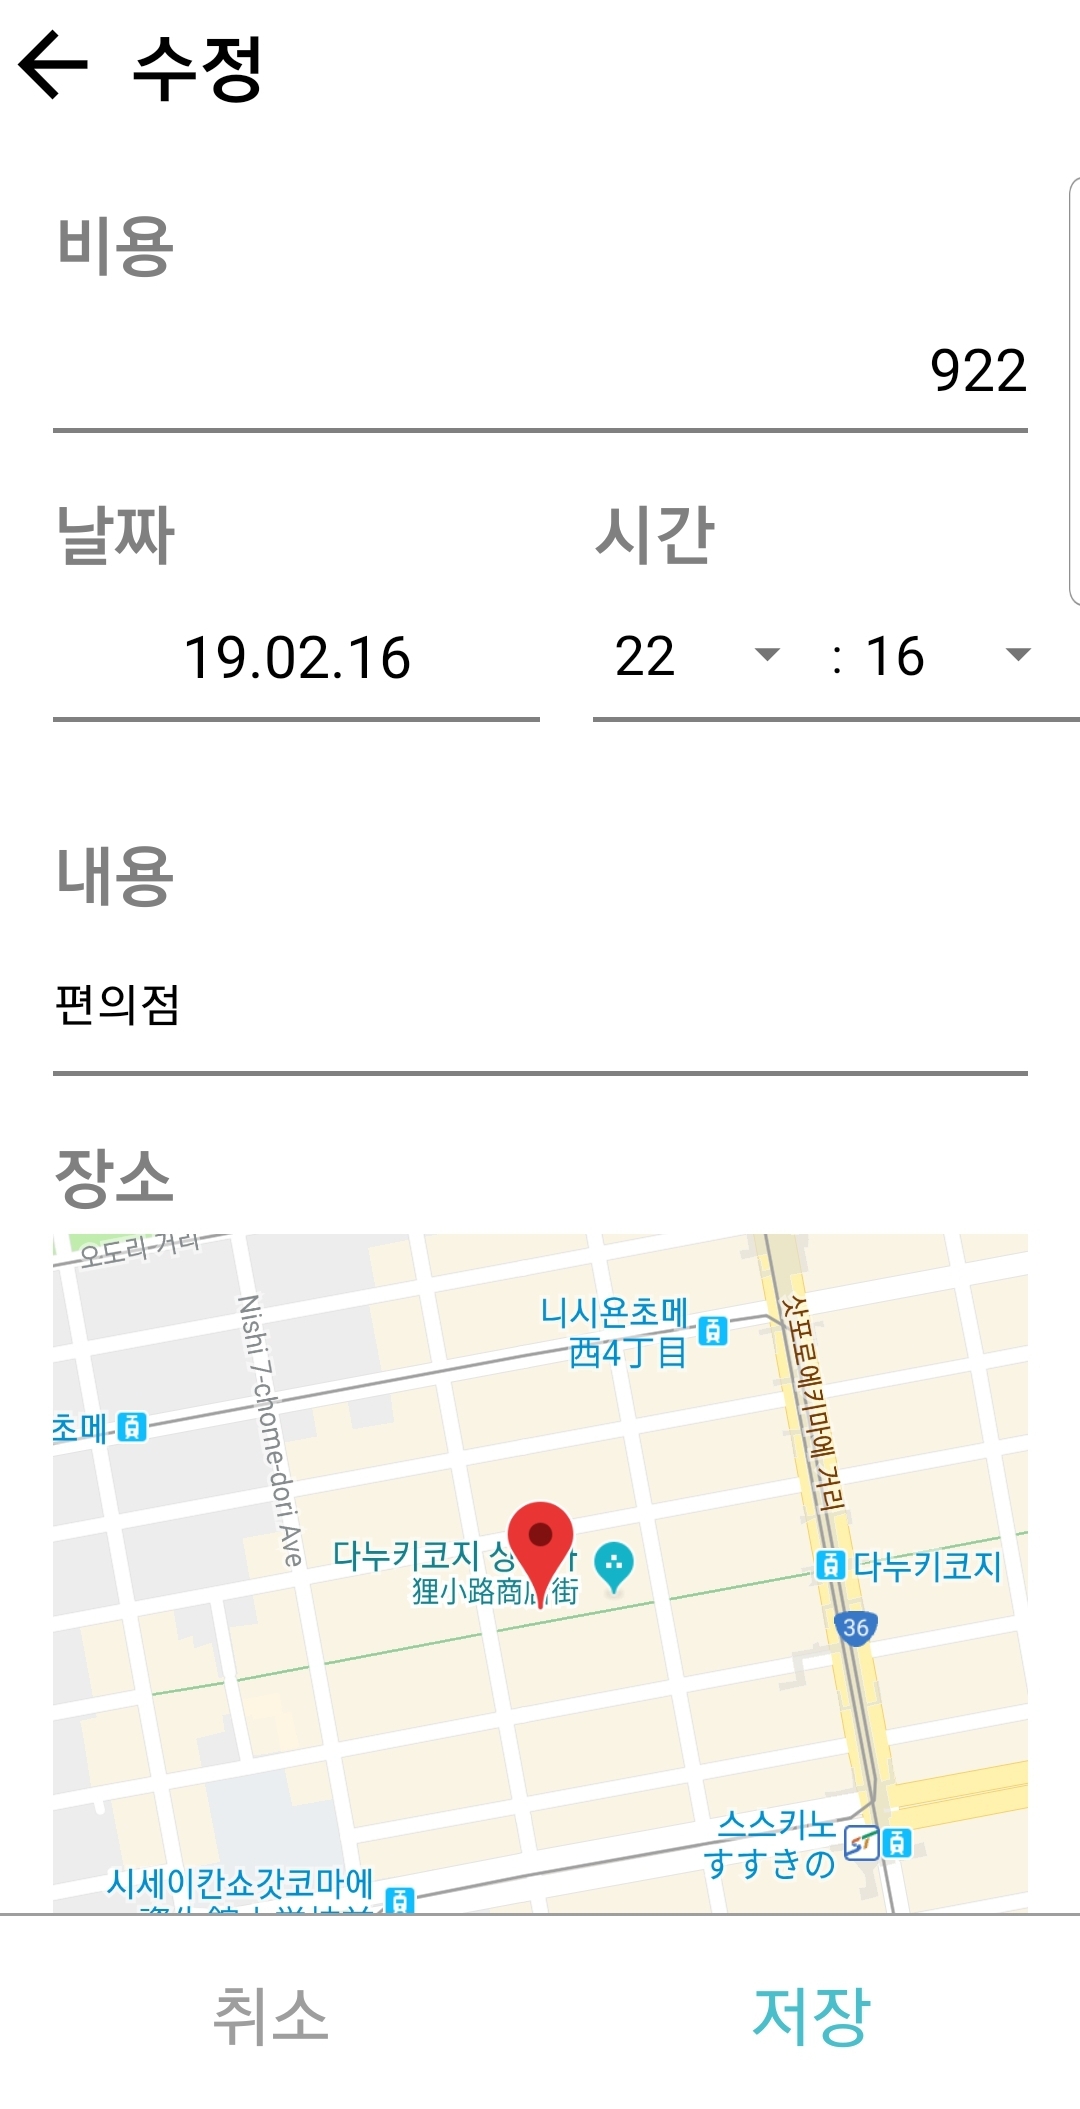 수정
비용
922
날짜
시간
19.02.16
22 : 16
내용
편의점
장소
오도리 거리
Nishi 7-chome-dori Ave
니시욘초메
西4丁目
삿포로에키마에 거리
초메
다누키코지 상
狸小路商店街
다누키코지
36
스스키노
すすきの
ST
시세이칸쇼갓코마에
취소
저장